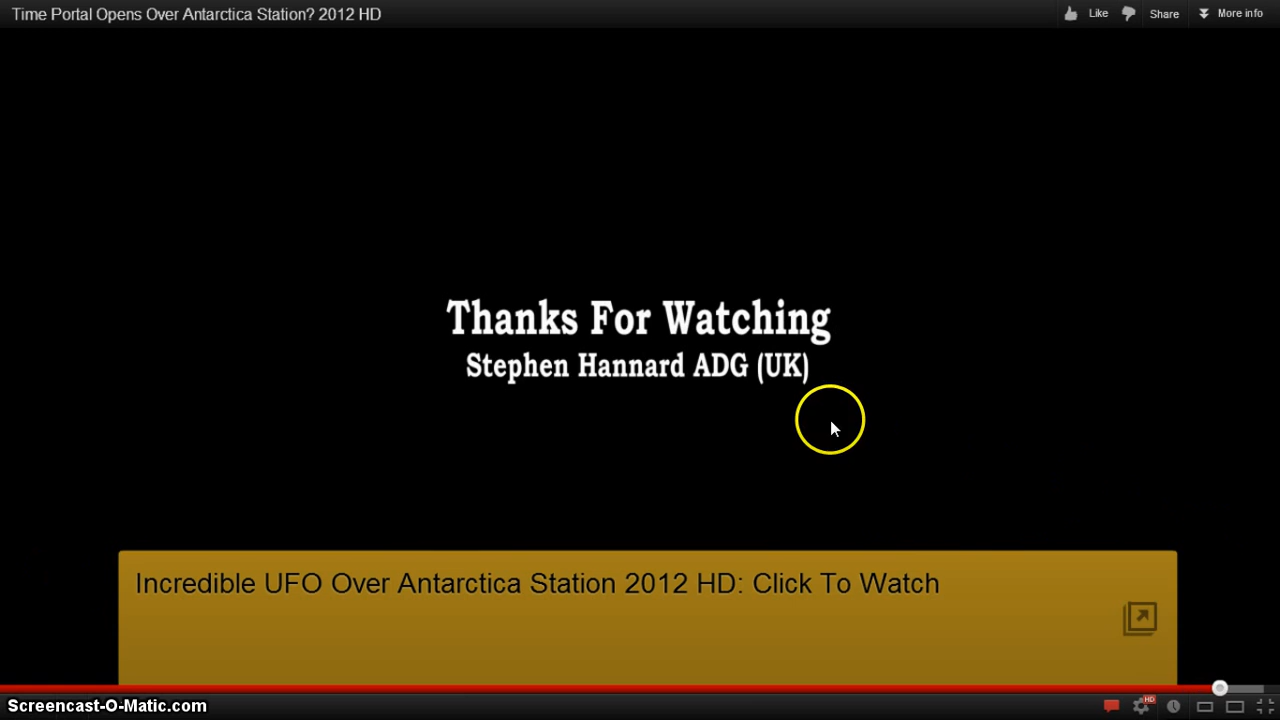 Time Portal Opens Over Antarctica Station? 2012 HD
Like
Share
More info
Thanks For Watching
Stephen Hannard ADG (UK)
Incredible UFO Over Antarctica Station 2012 HD: Click To Watch
HD
Screencast-O-Matic.com